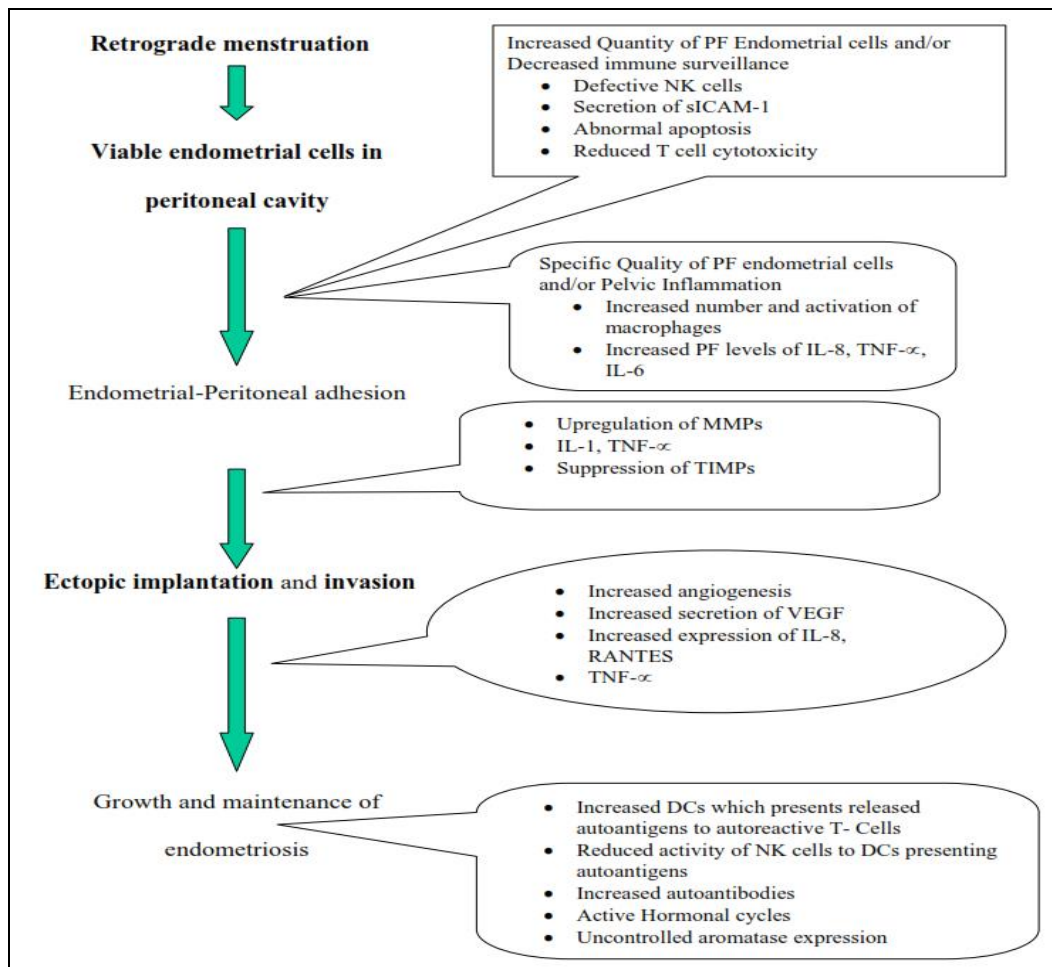 Retrograde menstruation
Viable endometrial cells in
peritoneal cavity
Increased Quantity of PF Endometrial cells and/or
Decreased immune surveillance
• Defective NK cells
• Secretion of sICAM-1
• Abnormal apoptosis
• Reduced T cell cytotoxicity
Specific Quality of PF endometrial cells
and/or Pelvic Inflammation
• Increased number and activation of
macrophages
• Increased PF levels of IL-8, TNF-∝,
IL-6
Endometrial-Peritoneal adhesion
• Upregulation of MMPs
• IL-1, TNF-∝
• Suppression of TIMPs
Ectopic implantation and invasion
• Increased angiogenesis
• Increased secretion of VEGF
• Increased expression of IL-8,
RANTES
• TNF-∝
Growth and maintenance of
endometriosis
• Increased DCs which presents released
autoantigens to autoreactive T- Cells
• Reduced activity of NK cells to DCs presenting
autoantigens
• Increased autoantibodies
• Active Hormonal cycles
• Uncontrolled aromatase expression